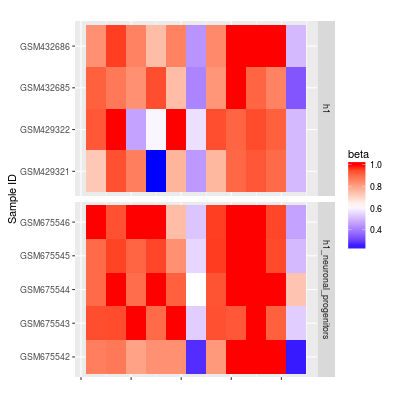 GSM432686
GSM432685
GSM429322
GSM429321
h1
GSM675546
GSM675545
GSM675544
GSM675543
GSM675542
h1_neuronal_progenitors
Sample ID
beta
1.0
0.8
0.6
0.4